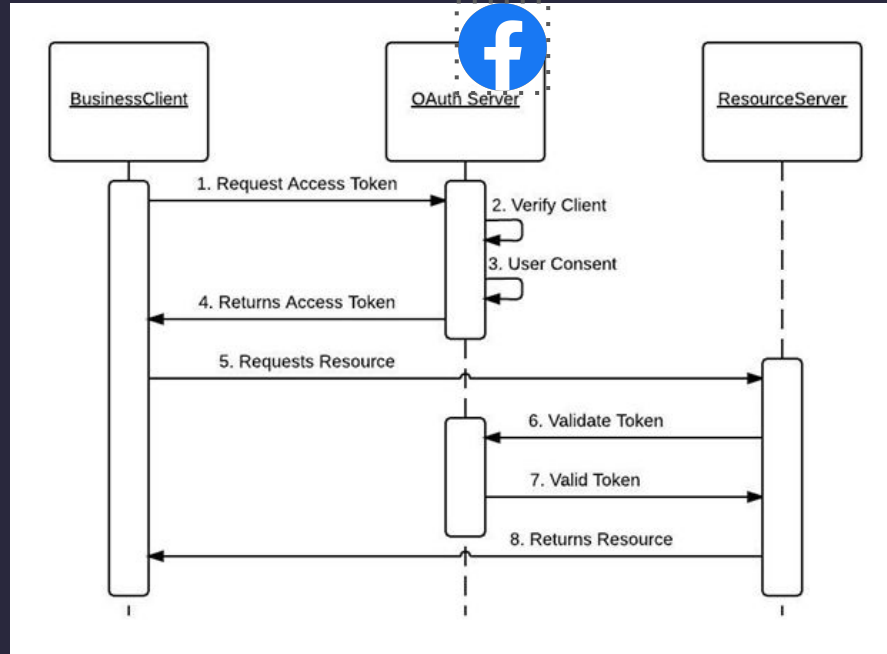 BusinessClient
OAuth Server
ResourceServer
1. Request Access Token
2. Verify Client
3. User Consent
4. Returns Access Token
5. Requests Resource
6. Validate Token
7. Valid Token
8. Returns Resource